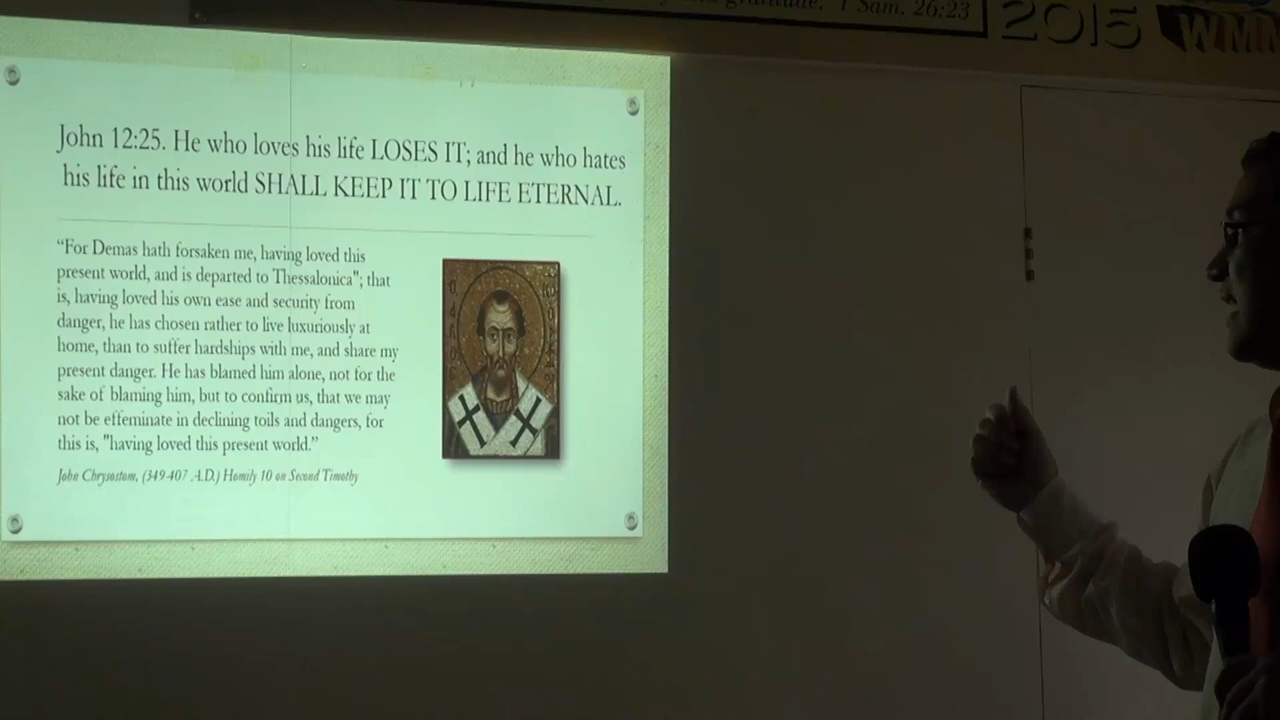 gratitude." 1 Sam. 26:23
2015
WMM
John 12:25. He who loves his life LOSES IT; and he who hates
his life in this world SHALL KEEP IT TO LIFE ETERNAL.
“For Demas hath forsaken me, having loved this
present world, and is departed to Thessalonica"; that
is, having loved his own ease and security from
danger, he has chosen rather to live luxuriously at
home, than to suffer hardships with me, and share my
present danger. He has blamed him alone, not for the
sake of blaming him, but to confirm us, that we may
not be effeminate in declining toils and dangers, for
this is, "having loved this present world.”
John Chrysostom, (349-407 A.D.) Homily 10 on Second Timothy